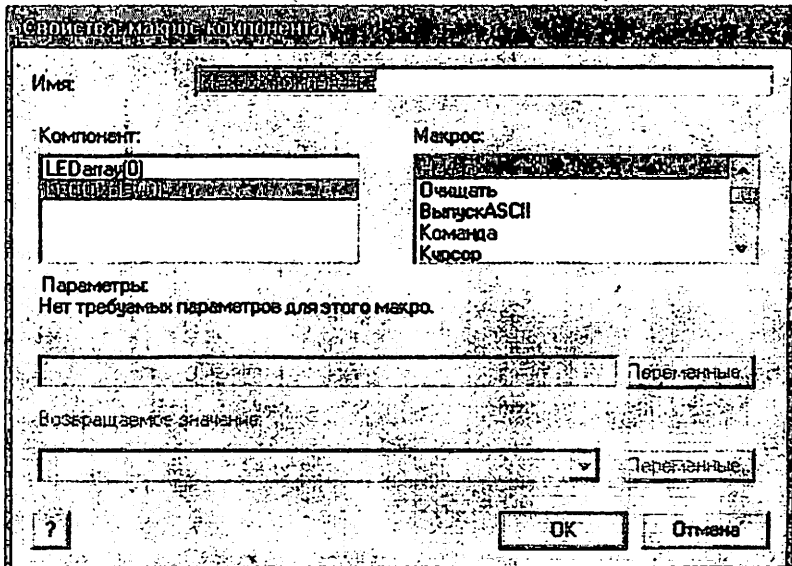 Свойства: макрос компонента
Имя:
Компонент:
Макрос:
LEDarray(0)
Очищать
ВыпускASCII
Команда
Курсор
Параметры:
Нет требуемых параметров для этого макро.
Переменные...
Возвращаемое значение:
Переменные...
?
OK
Отмена